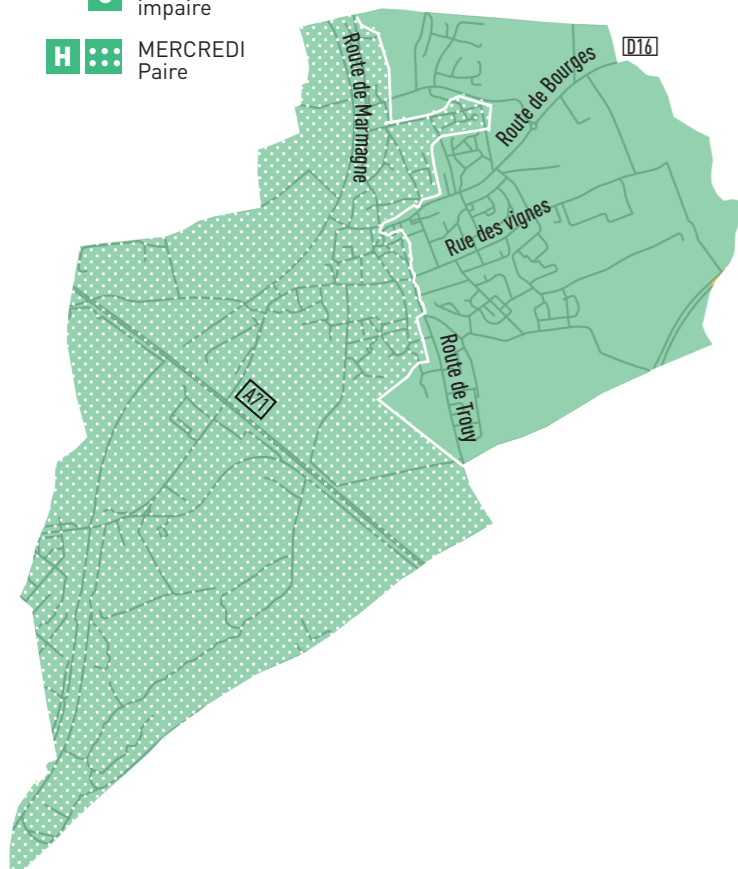 impaire
H
MERCREDI
Paire
D16
Route de Marmagne
Route de Bourges
Rue des vignes
Route de Trouy
A71